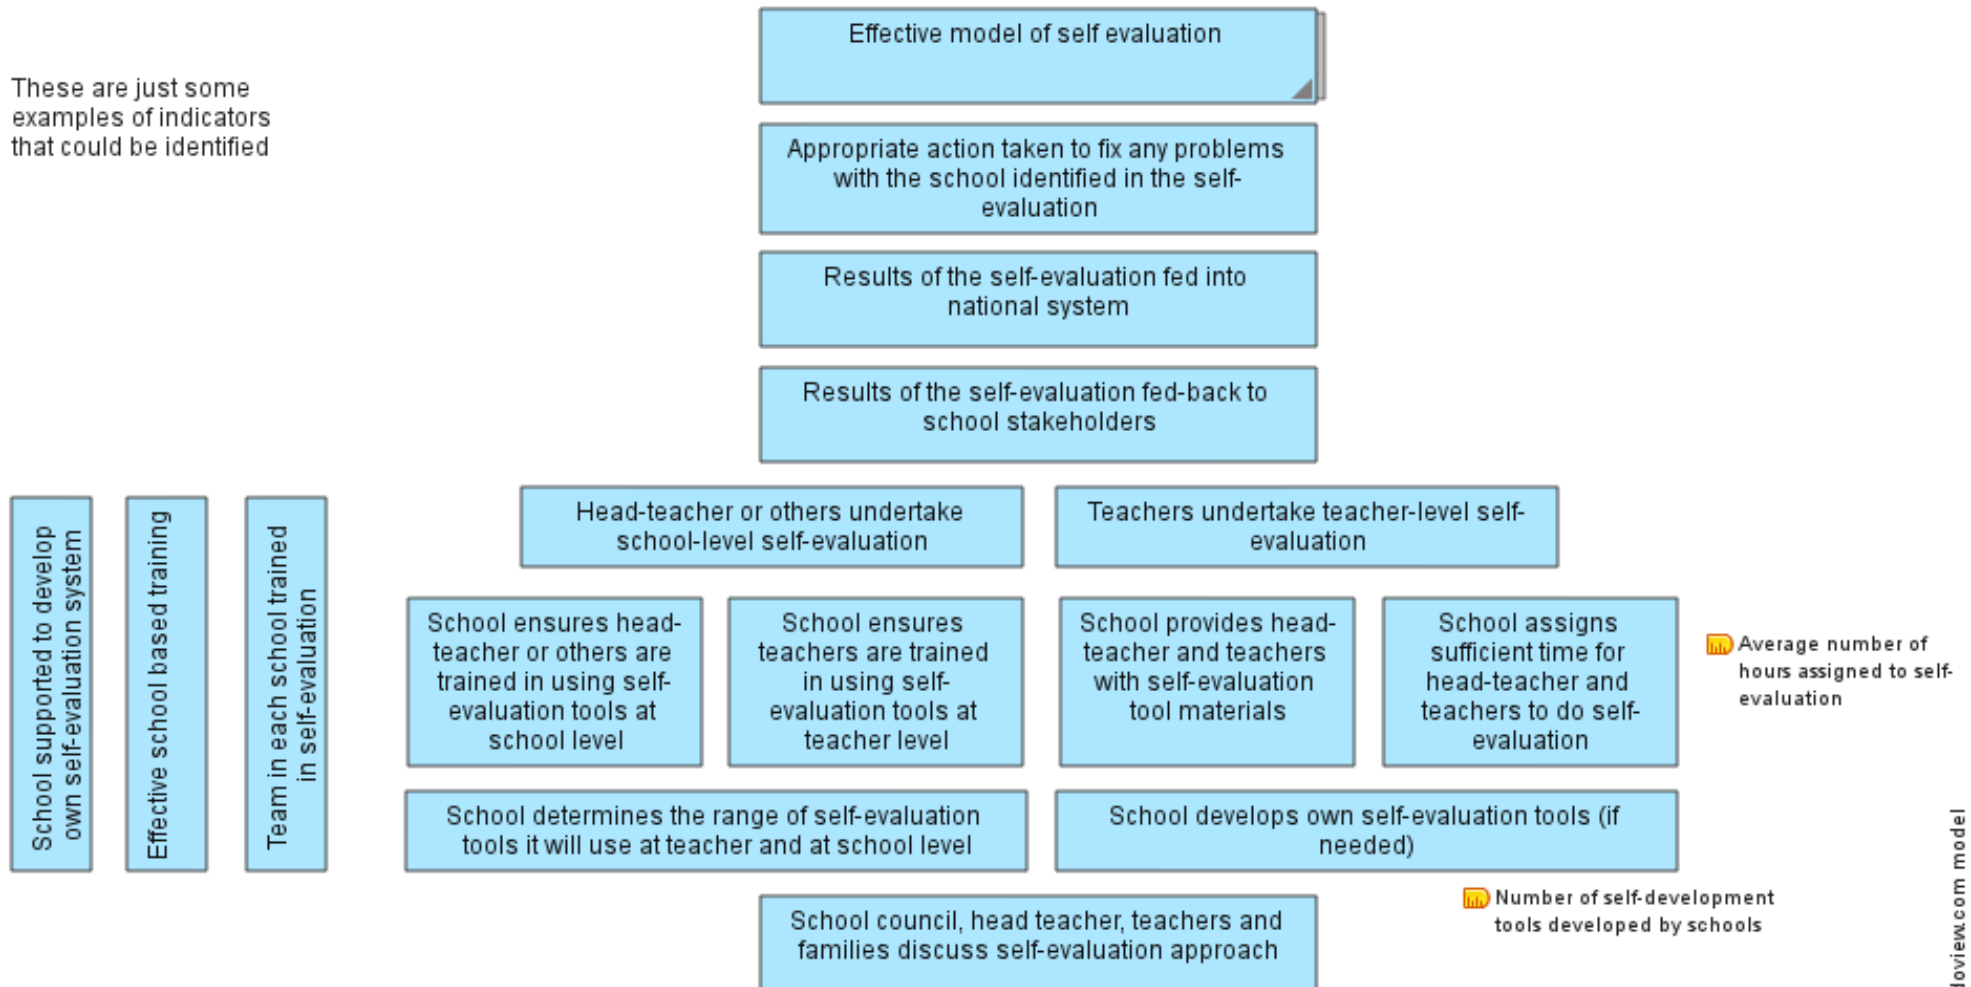 Effective model of self evaluation
These are just some
examples of indicators
that could be identified
Appropriate action taken to fix any problems
with the school identified in the self-
evaluation
Results of the self-evaluation fed into
national system
Results of the self-evaluation fed-back to
school stakeholders
School supported to develop
own self-evaluation system
Effective school based training
Team in each school trained
in self-evaluation
Head-teacher or others undertake
school-level self-evaluation
Teachers undertake teacher-level self-
evaluation
School ensures head-
teacher or others are
trained in using self-
evaluation tools at
school level
School ensures
teachers are trained
in using self-
evaluation tools at
teacher level
School provides head-
teacher and teachers
with self-evaluation
tool materials
School assigns
sufficient time for
head-teacher and
teachers to do self-
evaluation
Average number of
hours assigned to self-
evaluation
School determines the range of self-evaluation
tools it will use at teacher and at school level
School develops own self-evaluation tools (if
needed)
Number of self-development
tools developed by schools
School council, head teacher, teachers and
families discuss self-evaluation approach
doview.com model